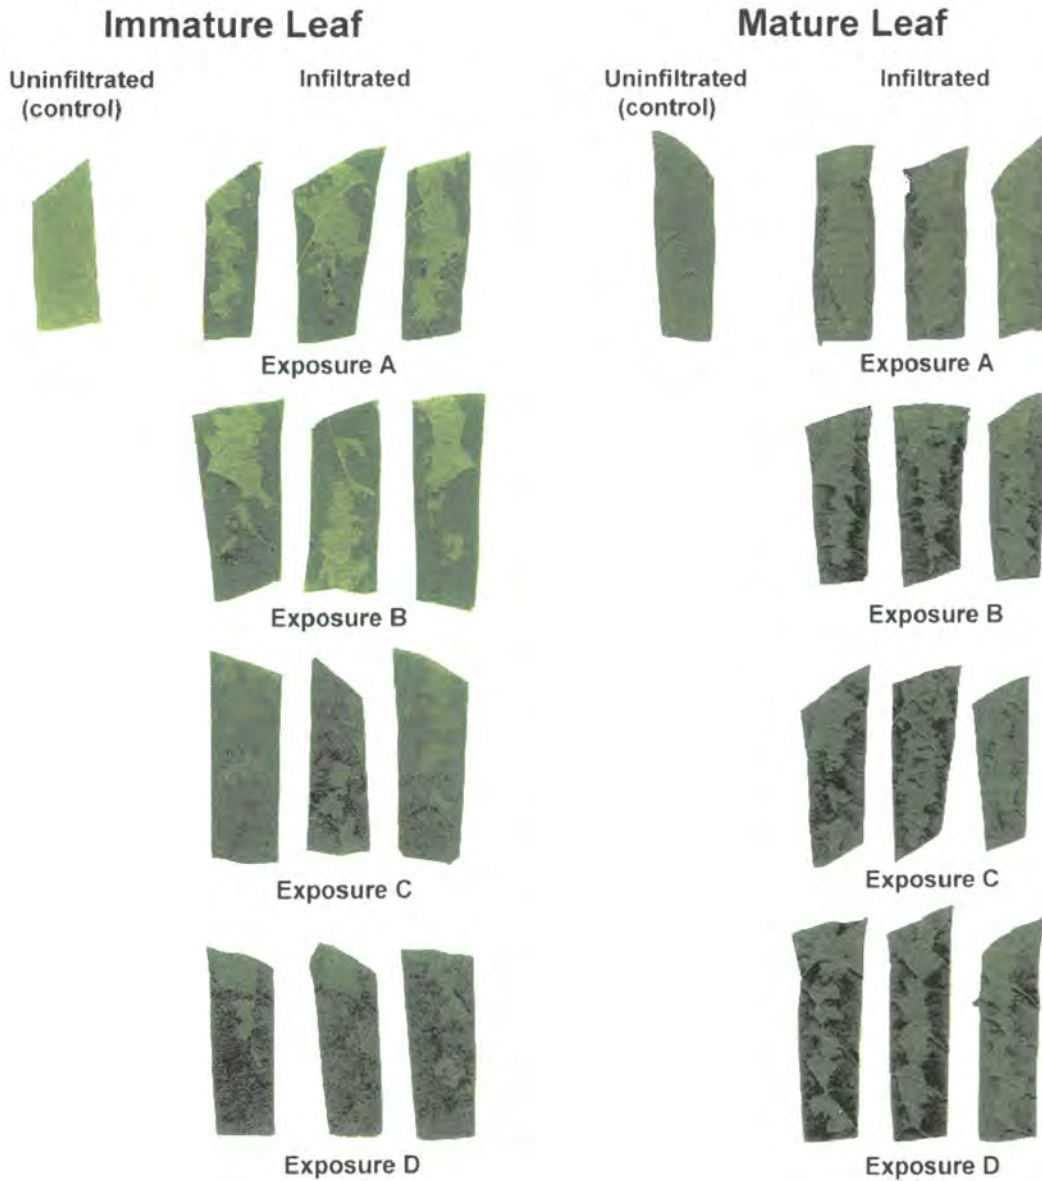 Immature Leaf
Uninfiltrated
(control)
Infiltrated
Exposure A
Exposure B
Exposure C
Exposure D
Mature Leaf
Uninfiltrated
(control)
Infiltrated
Exposure A
Exposure B
Exposure C
Exposure D